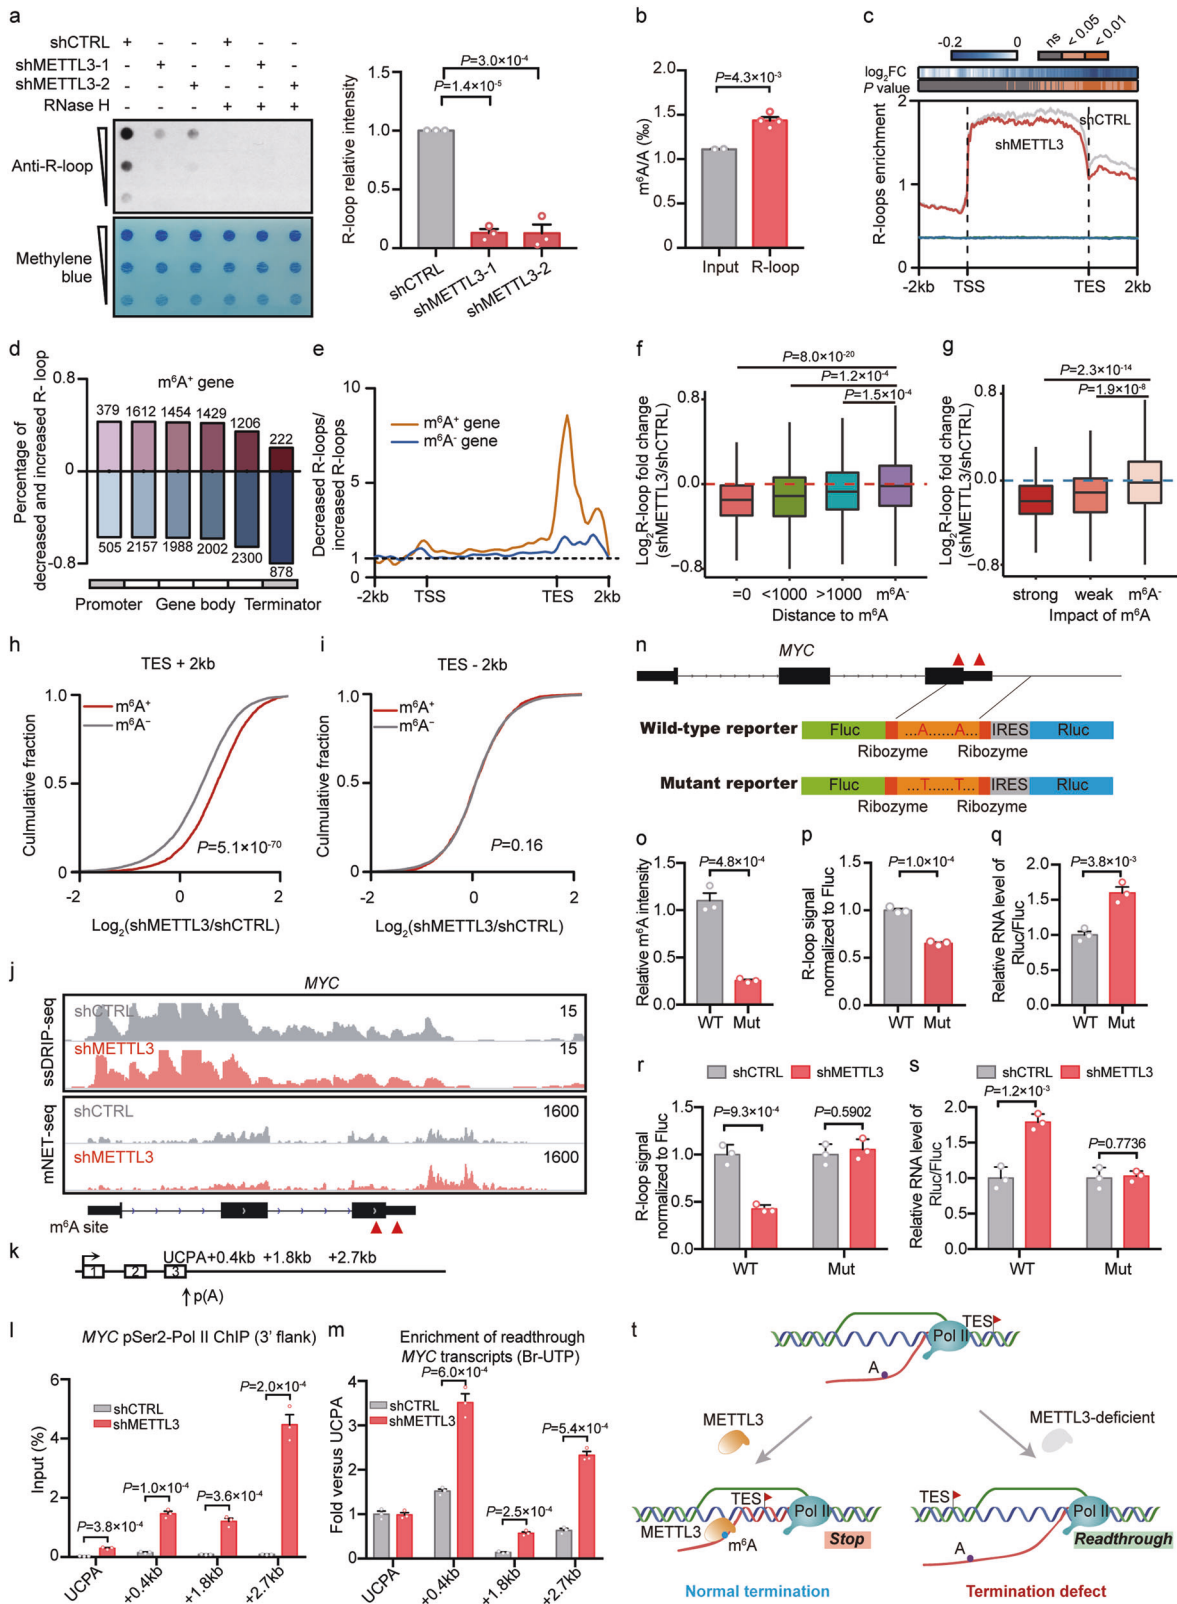 a
shCTRL + - - + - -
shMETTL3-1 - + - - + -
shMETTL3-2 - - + - - +
RNase H - - - + + +
Anti-R-loop
Methylene
blue
R-loop relative intensity
1.5
1.0
0.5
0
P=3.0×10⁻⁴
P=1.4×10⁻⁵
shCTRL
shMETTL3-1
shMETTL3-2
b
m⁶A/A (‰)
2.0
1.5
1.0
0.5
0.0
P=4.3×10⁻³
Input
R-loop
c
-0.2
0
ns
< 0.05
< 0.01
log₂FC
P value
R-loops enrichment
2
1
0
shCTRL
shMETTL3
-2kb
TSS
TES
2kb
d
m⁶A⁺ gene
Percentage of
decreased and increased R- loop
0.8
0
-0.8
379 1612 1454 1429 1206 222
505 2157 1988 2002 2300 878
Promoter
Gene body
Terminator
e
Decreased R-loops/
increased R-loops
10
5
1
0
m⁶A⁺ gene
m⁶A⁻ gene
-2kb
TSS
TES
2kb
f
Log₂R-loop fold change
(shMETTL3/shCTRL)
0.8
0.0
−0.8
P=8.0×10⁻²⁰
P=1.2×10⁻⁴
P=1.5×10⁻⁴
=0
<1000
>1000
m⁶A⁻
Distance to m⁶A
g
Log₂R-loop fold change
(shMETTL3/shCTRL)
0.8
0.0
-0.8
P=2.3×10⁻¹⁴
P=1.9×10⁻⁸
strong
weak
m⁶A⁻
Impact of m⁶A
h
TES + 2kb
Culmulative fraction
1.0
0.5
0
m⁶A⁺
m⁶A⁻
P=5.1×10⁻⁷⁰
-2
0
2
Log₂(shMETTL3/shCTRL)
i
TES - 2kb
Culmulative fraction
1.0
0.5
0
m⁶A⁺
m⁶A⁻
P=0.16
-2
0
2
Log₂(shMETTL3/shCTRL)
n
MYC
Wild-type reporter
Fluc
...A......A...
IRES
Rluc
Ribozyme
Ribozyme
Mutant reporter
Fluc
...T......T...
IRES
Rluc
Ribozyme
Ribozyme
o
Relative m⁶A intensity
1.5
1.0
0.5
0.0
P=4.8×10⁻⁴
WT
Mut
p
R-loop signal
normalized to Fluc
1.5
1.0
0.5
0
P=1.0×10⁻⁴
WT
Mut
q
Relative RNA level of
Rluc/Fluc
2.0
1.5
1.0
0.5
0.0
P=3.8×10⁻³
WT
Mut
j
MYC
ssDRIP-seq
shCTRL
15
shMETTL3
15
mNET-seq
shCTRL
1600
shMETTL3
1600
m⁶A site
k
UCPA+0.4kb +1.8kb +2.7kb
1 2 3
p(A)
r
shCTRL
shMETTL3
R-loop signal
normalized to Fluc
1.5
1.0
0.5
0.0
P=9.3×10⁻⁴
P=0.5902
WT
Mut
s
shCTRL
shMETTL3
Relative RNA level of
Rluc/Fluc
2.0
1.5
1.0
0.5
0.0
P=1.2×10⁻³
P=0.7736
WT
Mut
l
MYC pSer2-Pol II ChIP (3' flank)
Input (%)
6
4
2
0
shCTRL
shMETTL3
P=3.8×10⁻⁴
P=1.0×10⁻⁴
P=3.6×10⁻⁴
P=2.0×10⁻⁴
UCPA
+0.4kb
+1.8kb
+2.7kb
m
Enrichment of readthrough
MYC transcripts (Br-UTP)
Fold versus UCPA
4
3
2
1
0
shCTRL
shMETTL3
P=6.0×10⁻⁴
P=2.5×10⁻⁴
P=5.4×10⁻⁴
UCPA
+0.4kb
+1.8kb
+2.7kb
t
TES
Pol II
A
METTL3
METTL3-deficient
TES
Pol II
METTL3
m⁶A
Stop
Normal termination
TES
Pol II
A
Readthrough
Termination defect